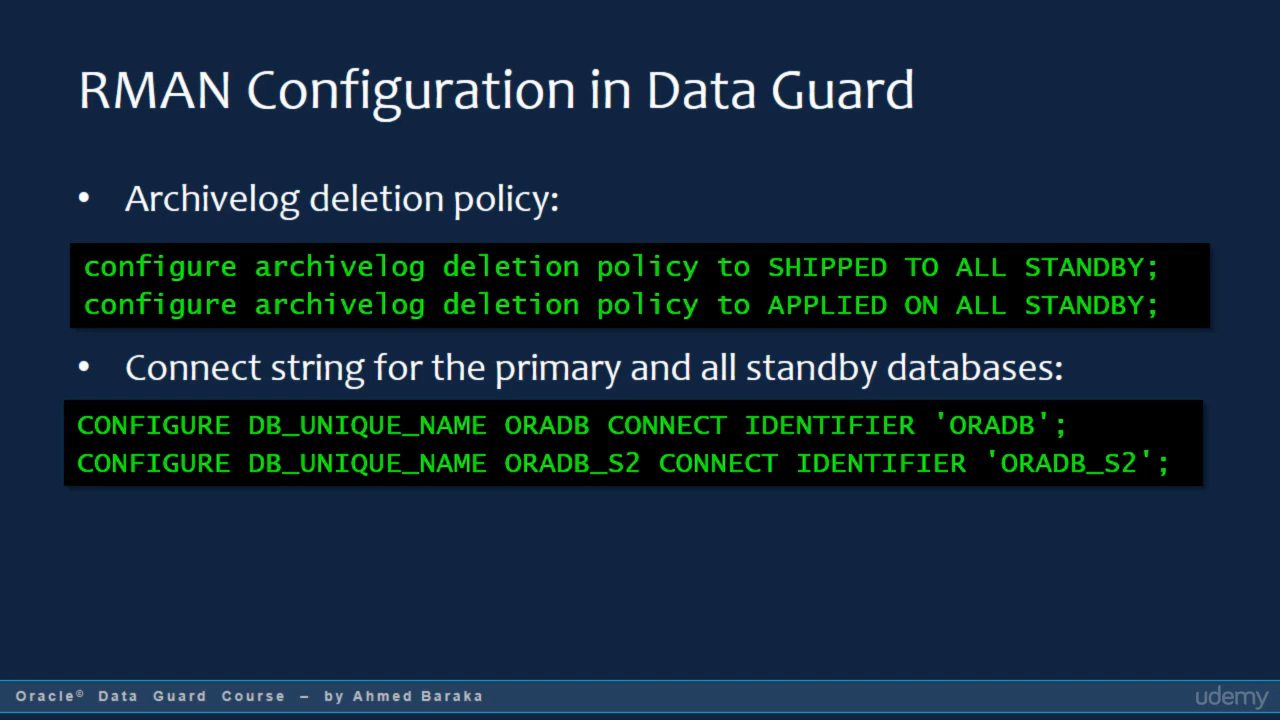 RMAN Configuration in Data Guard
• Archivelog deletion policy:
configure archivelog deletion policy to SHIPPED TO ALL STANDBY;
configure archivelog deletion policy to APPLIED ON ALL STANDBY;
• Connect string for the primary and all standby databases:
CONFIGURE DB_UNIQUE_NAME ORADB CONNECT IDENTIFIER 'ORADB';
CONFIGURE DB_UNIQUE_NAME ORADB_S2 CONNECT IDENTIFIER 'ORADB_S2';
Oracle© Data Guard Course – by Ahmed Baraka
udemy